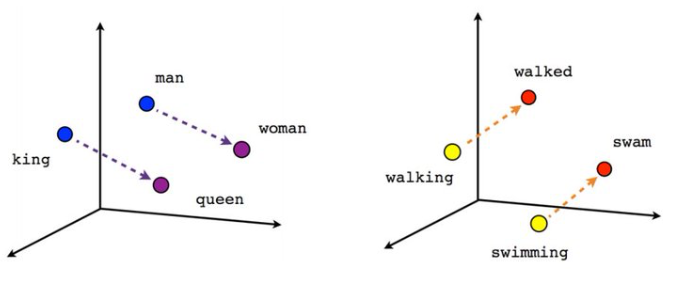 man
woman
king
queen
walked
swam
walking
swimming